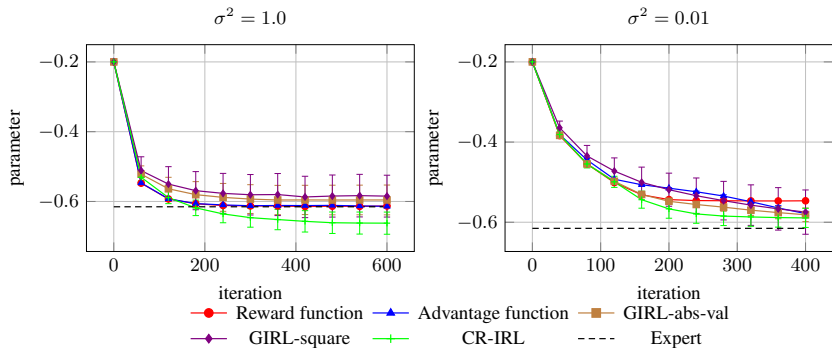 σ² = 1.0
σ² = 0.01
−0.2
−0.4
−0.6
parameter
0
200
400
600
iteration
−0.2
−0.4
−0.6
parameter
0
100
200
300
400
iteration
Reward function
Advantage function
GIRL-abs-val
GIRL-square
CR-IRL
Expert